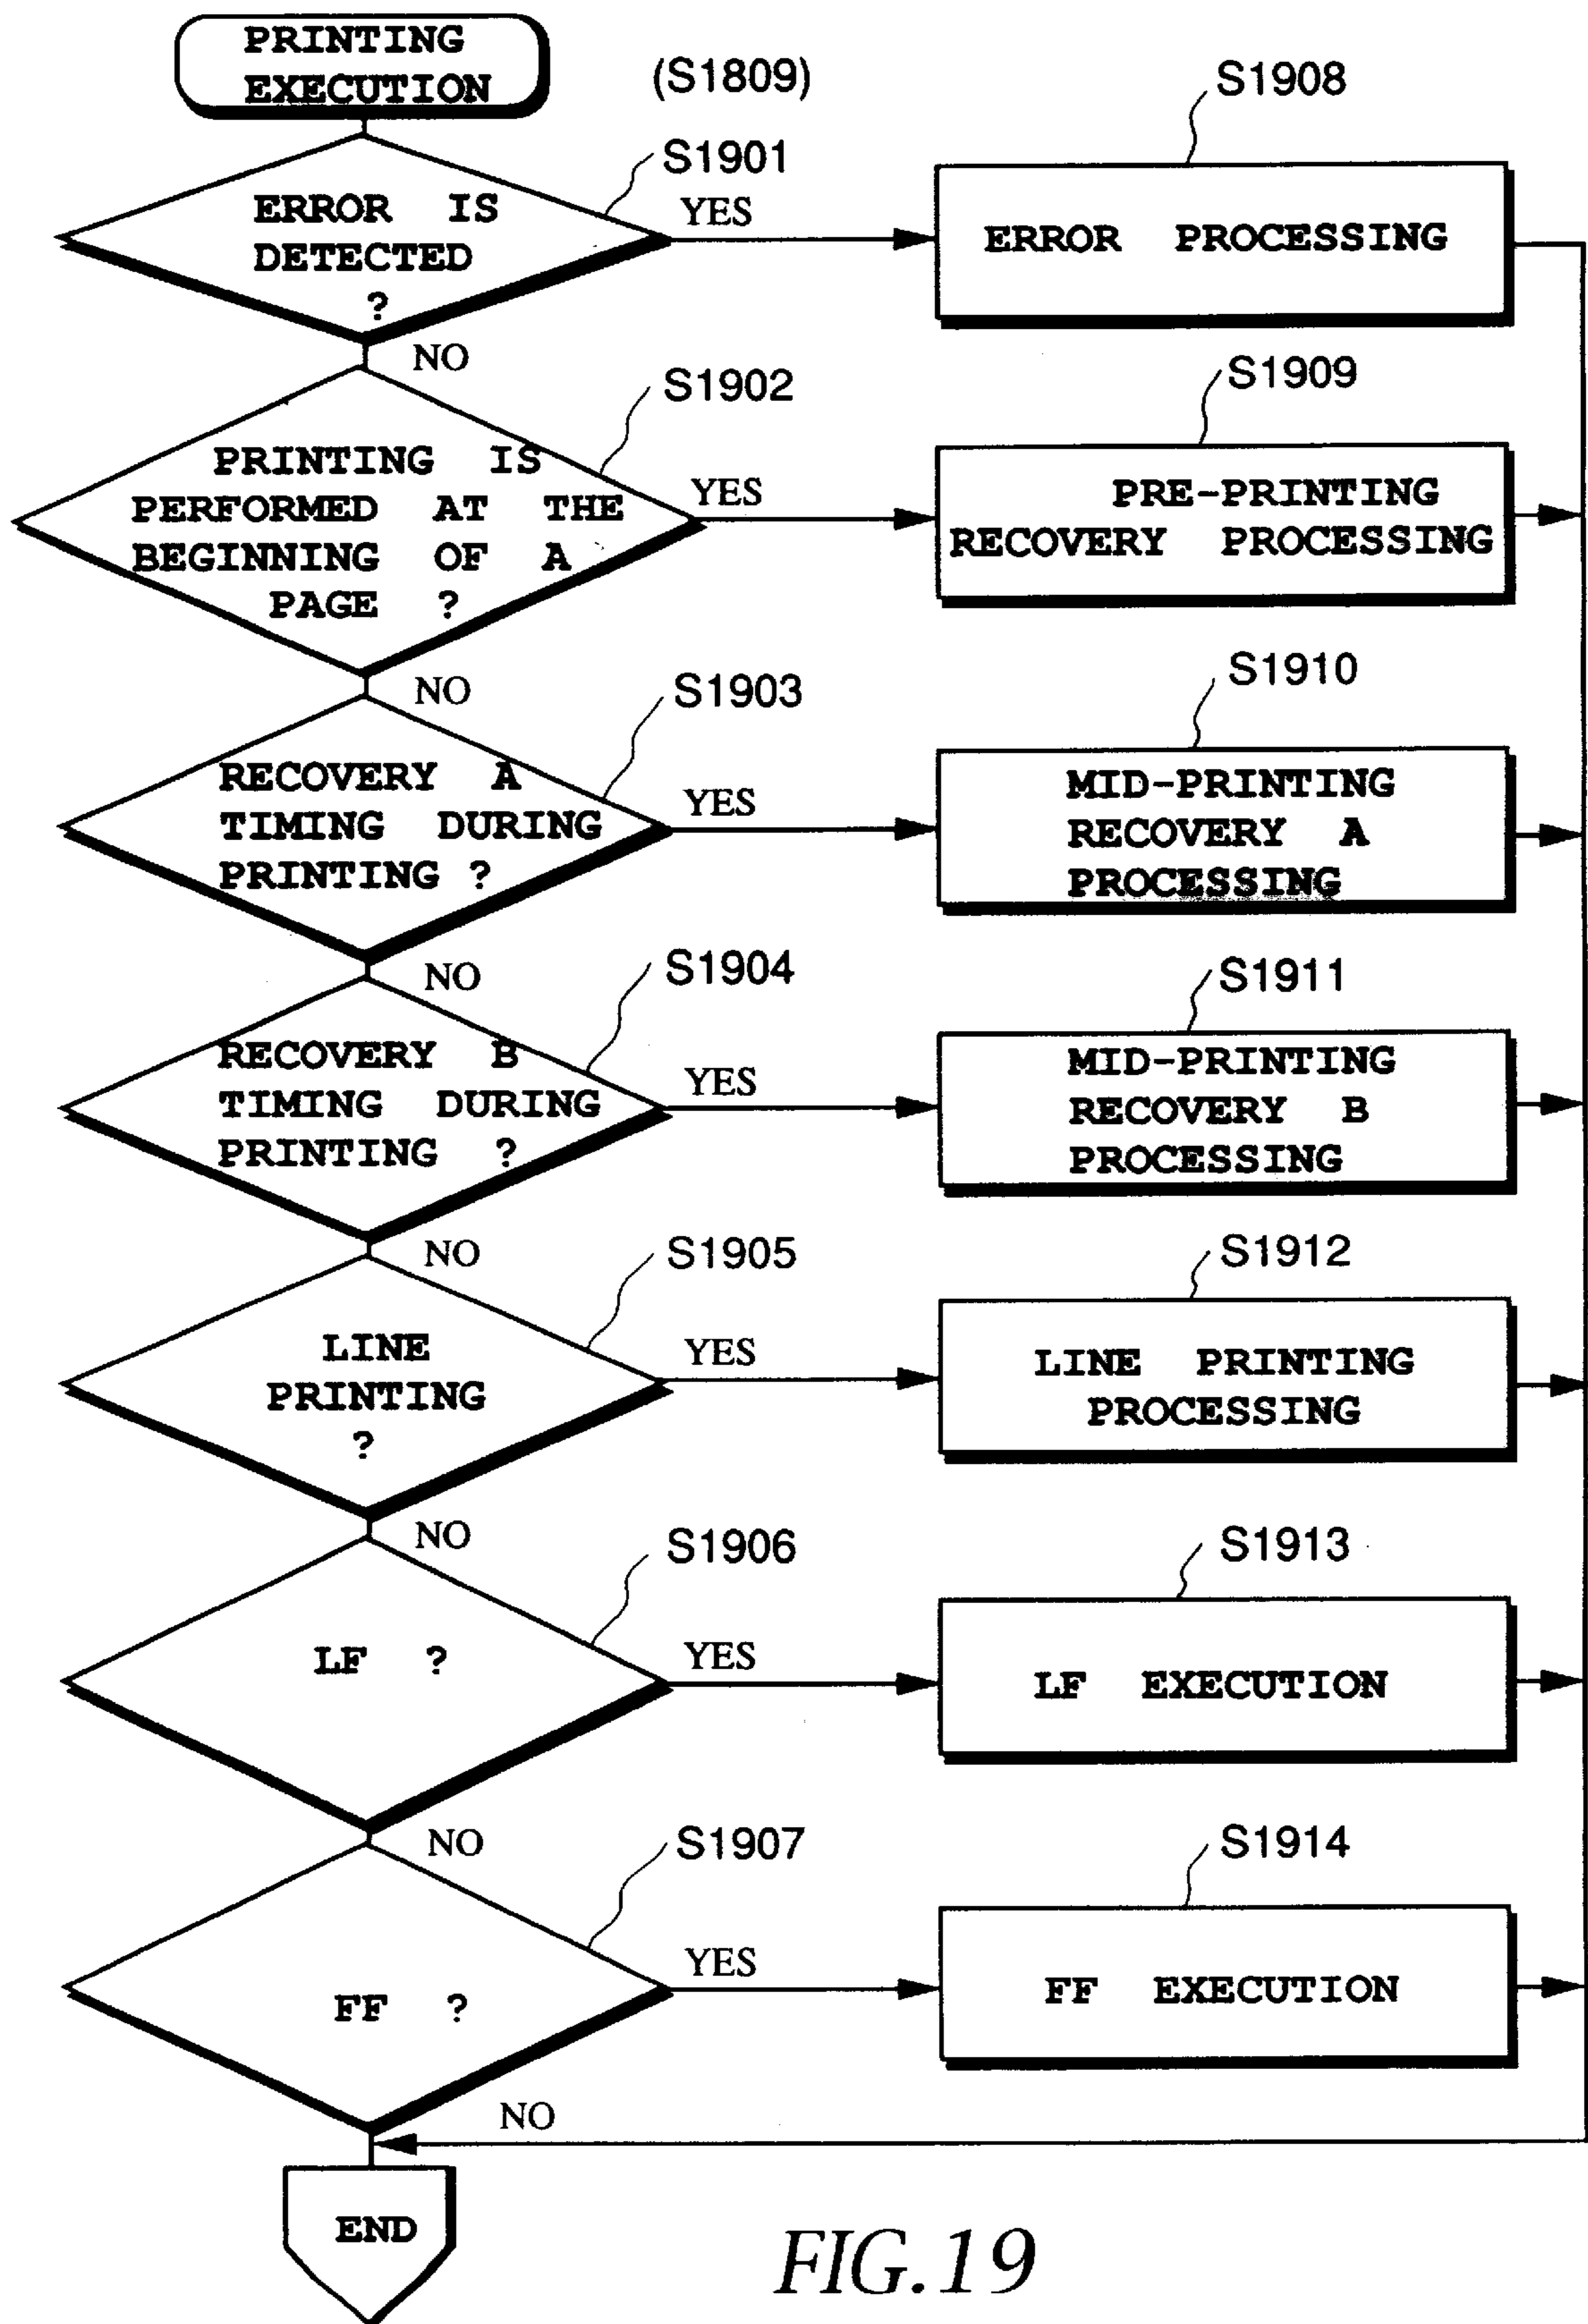 PRINTING
EXECUTION
(S1809)
S1901
ERROR IS
DETECTED
?
YES
S1908
ERROR PROCESSING
NO
S1902
PRINTING IS
PERFORMED AT THE
BEGINNING OF A
PAGE ?
YES
S1909
PRE-PRINTING
RECOVERY PROCESSING
NO
S1903
RECOVERY A
TIMING DURING
PRINTING ?
YES
S1910
MID-PRINTING
RECOVERY A
PROCESSING
NO
S1904
RECOVERY B
TIMING DURING
PRINTING ?
YES
S1911
MID-PRINTING
RECOVERY B
PROCESSING
NO
S1905
LINE
PRINTING
?
YES
S1912
LINE PRINTING
PROCESSING
NO
S1906
LF ?
YES
S1913
LF EXECUTION
NO
S1907
FF ?
YES
S1914
FF EXECUTION
NO
END
FIG.19